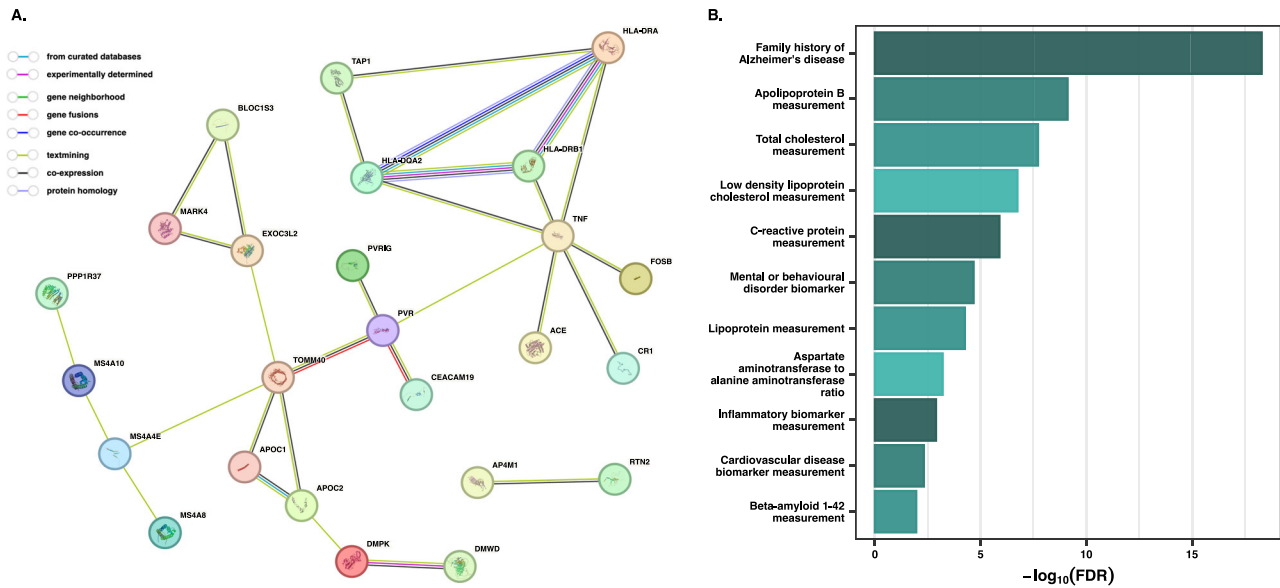 A.
from curated databases
experimentally determined
gene neighborhood
gene fusions
gene co-occurrence
textmining
co-expression
protein homology
HLA-DRA
TAP1
BLOC1S3
HLA-DQA2
HLA-DRB1
MARK4
EXOC3L2
TNF
PVRIG
FOSB
PPP1R37
PVR
ACE
CR1
MS4A10
TOMM40
CEACAM19
MS4A4E
APOC1
AP4M1
RTN2
APOC2
MS4A8
DMPK
DMWD
B.
Family history of
Alzheimer's disease
Apolipoprotein B
measurement
Total cholesterol
measurement
Low density lipoprotein
cholesterol measurement
C-reactive protein
measurement
Mental or behavioural
disorder biomarker
Lipoprotein measurement
Aspartate
aminotransferase to
alanine aminotransferase
ratio
Inflammatory biomarker
measurement
Cardiovascular disease
biomarker measurement
Beta-amyloid 1-42
measurement
0 5 10 15
−log₁₀(FDR)